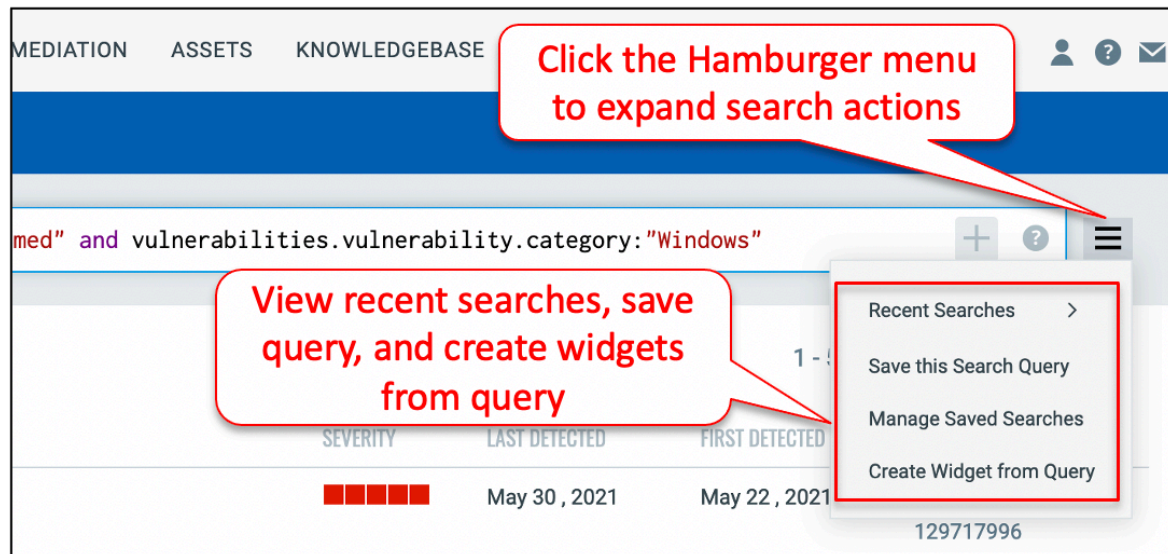 MEDIATION ASSETS KNOWLEDGEBASE
Click the Hamburger menu
to expand search actions
med" and vulnerabilities.vulnerability.category:"Windows"
View recent searches, save
query, and create widgets
from query
Recent Searches
Save this Search Query
Manage Saved Searches
Create Widget from Query
1 -
SEVERITY LAST DETECTED FIRST DETECTED
May 30 , 2021 May 22 , 2021
129717996